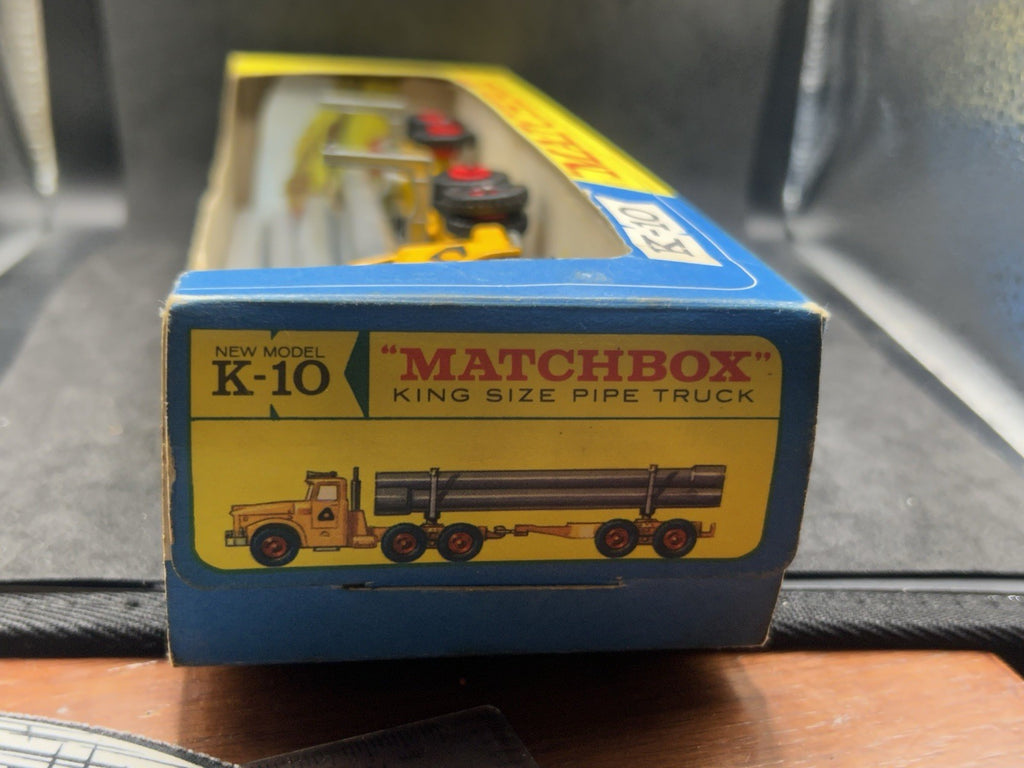 K-10
NEW MODEL
K-10
"MATCHBOX"
KING SIZE PIPE TRUCK